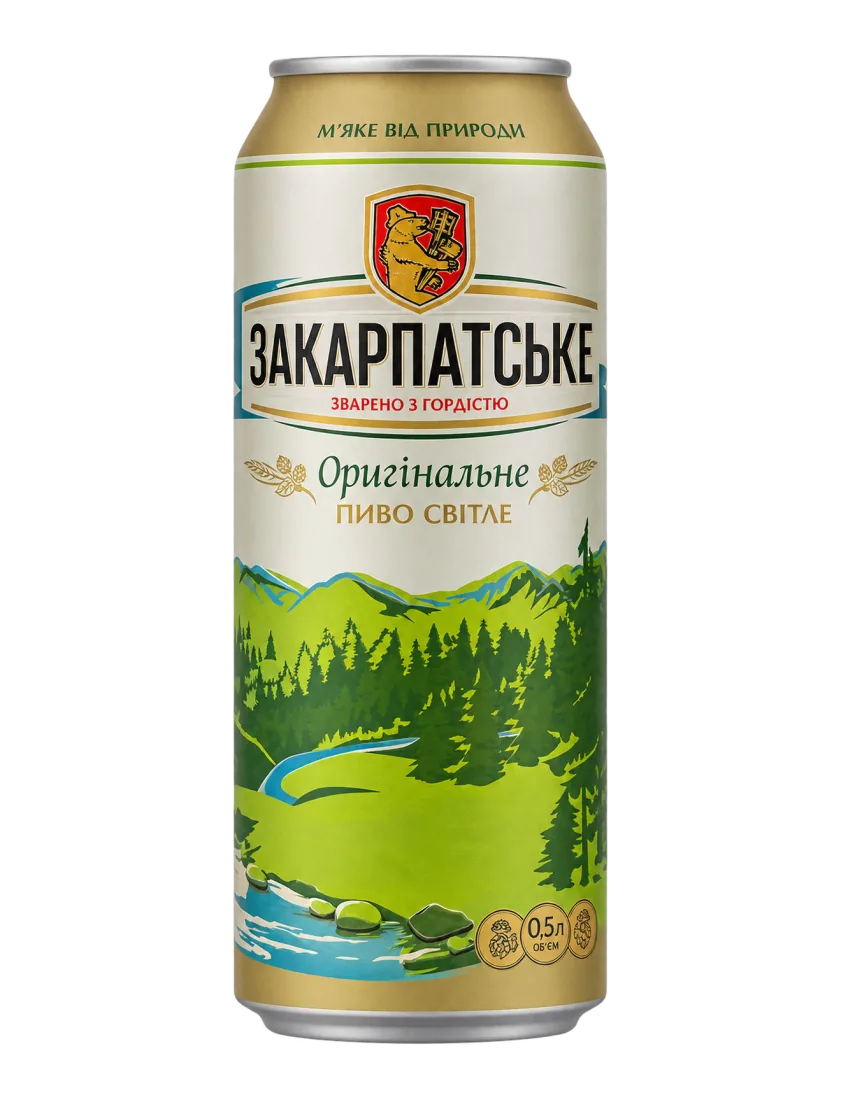 М'ЯКЕ ВІД ПРИРОДИ
ЗАКАРПАТСЬКЕ
ЗВАРЕНО З ГОРДІСТЮ
Оригінальне
ПИВО СВІТЛЕ
0,5л
ОБ'ЄМ